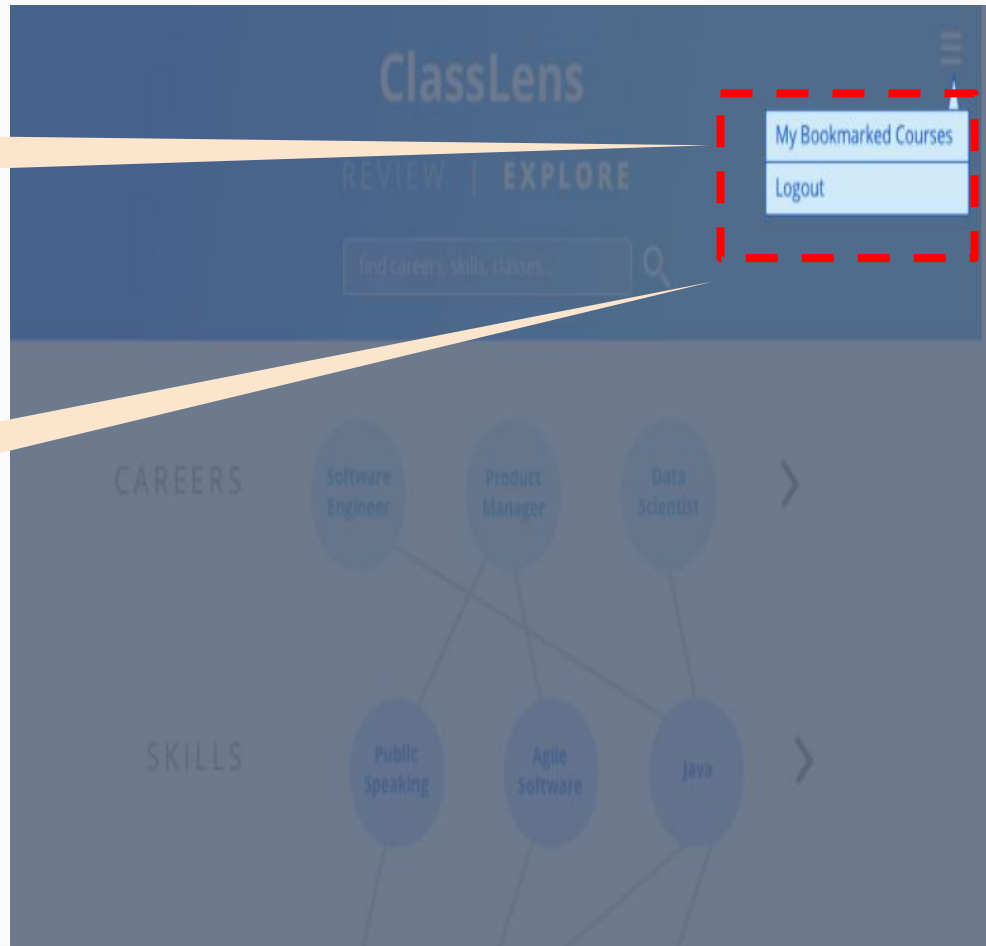 ClassLens
My Bookmarked Courses
REVIEW | EXPLORE
Logout
find careers, skills, classes...
CAREERS
Software
Engineer
Product
Manager
Data
Scientist
SKILLS
Public
Speaking
Agile
Software
Java